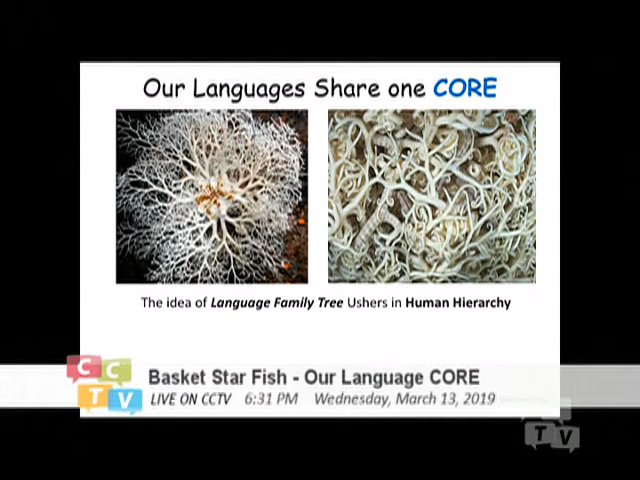 Our Languages Share one CORE
The idea of Language Family Tree Ushers in Human Hierarchy
CCTV
Basket Star Fish - Our Language CORE
LIVE ON CCTV 6:31 PM Wednesday, March 13, 2019
TV